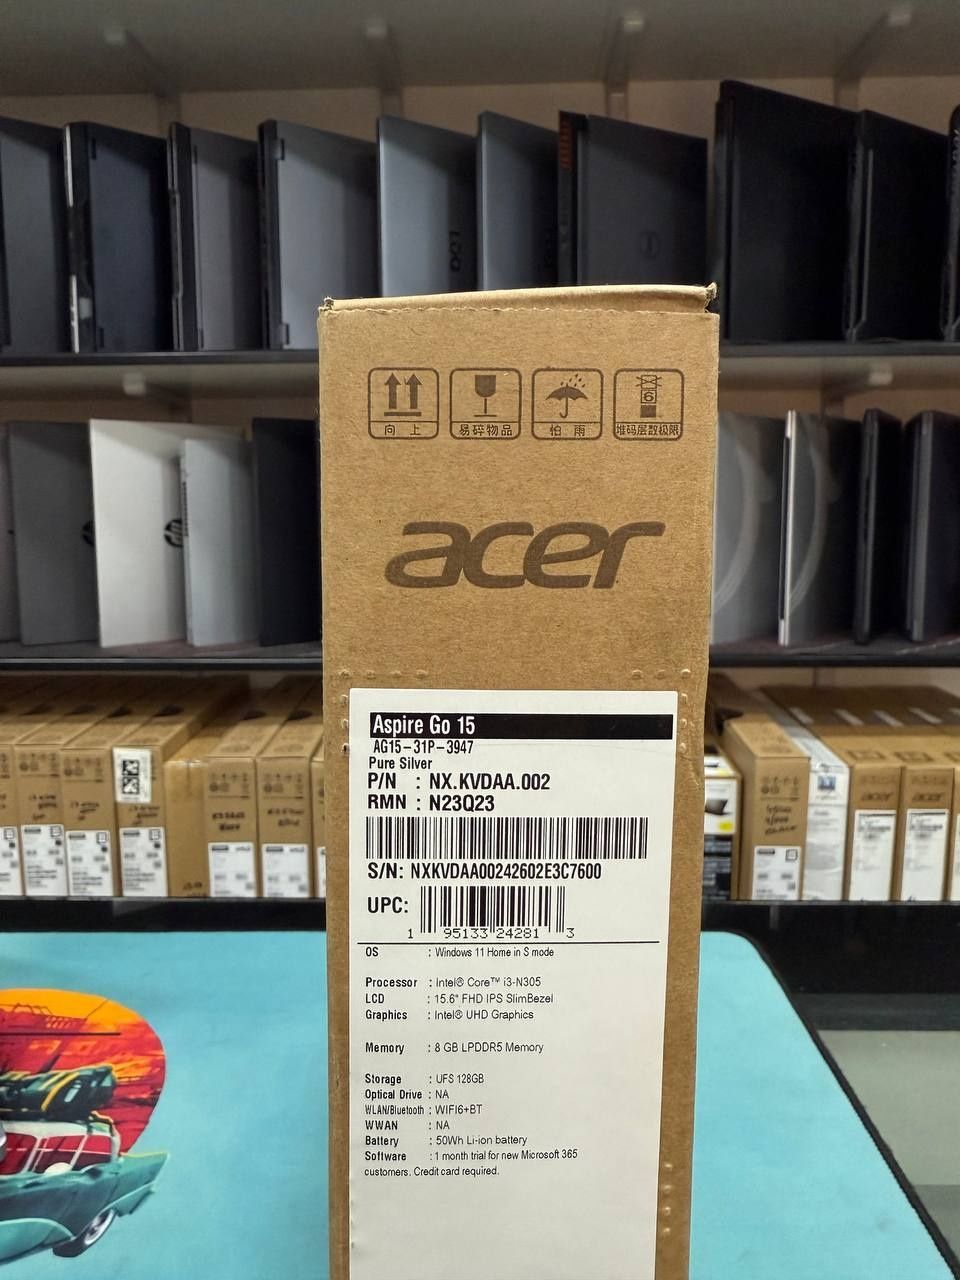 向 上
易碎物品
怕 雨
6
堆码层数极限
acer
Aspire Go 15
AG15-31P-3947
Pure Silver
P/N : NX.KVDAA.002
RMN : N23Q23
S/N: NXKVDAA00242602E3C7600
UPC:
1 95133 24281 3
OS : Windows 11 Home in S mode
Processor : Intel® Core™ i3-N305
LCD : 15.6" FHD IPS SlimBezel
Graphics : Intel® UHD Graphics
Memory : 8 GB LPDDR5 Memory
Storage : UFS 128GB
Optical Drive : NA
WLAN/Bluetooth : WIFI6+BT
WWAN : NA
Battery : 50Wh Li-ion battery
Software : 1 month trial for new Microsoft 365
customers. Credit card required.
acer
acer